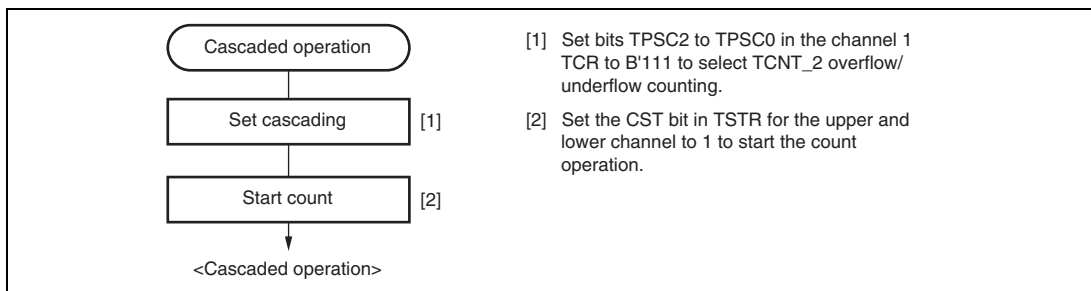 Cascaded operation
Set cascading
[1]
Start count
[2]
<Cascaded operation>
[1] Set bits TPSC2 to TPSC0 in the channel 1
TCR to B'111 to select TCNT_2 overflow/
underflow counting.
[2] Set the CST bit in TSTR for the upper and
lower channel to 1 to start the count
operation.